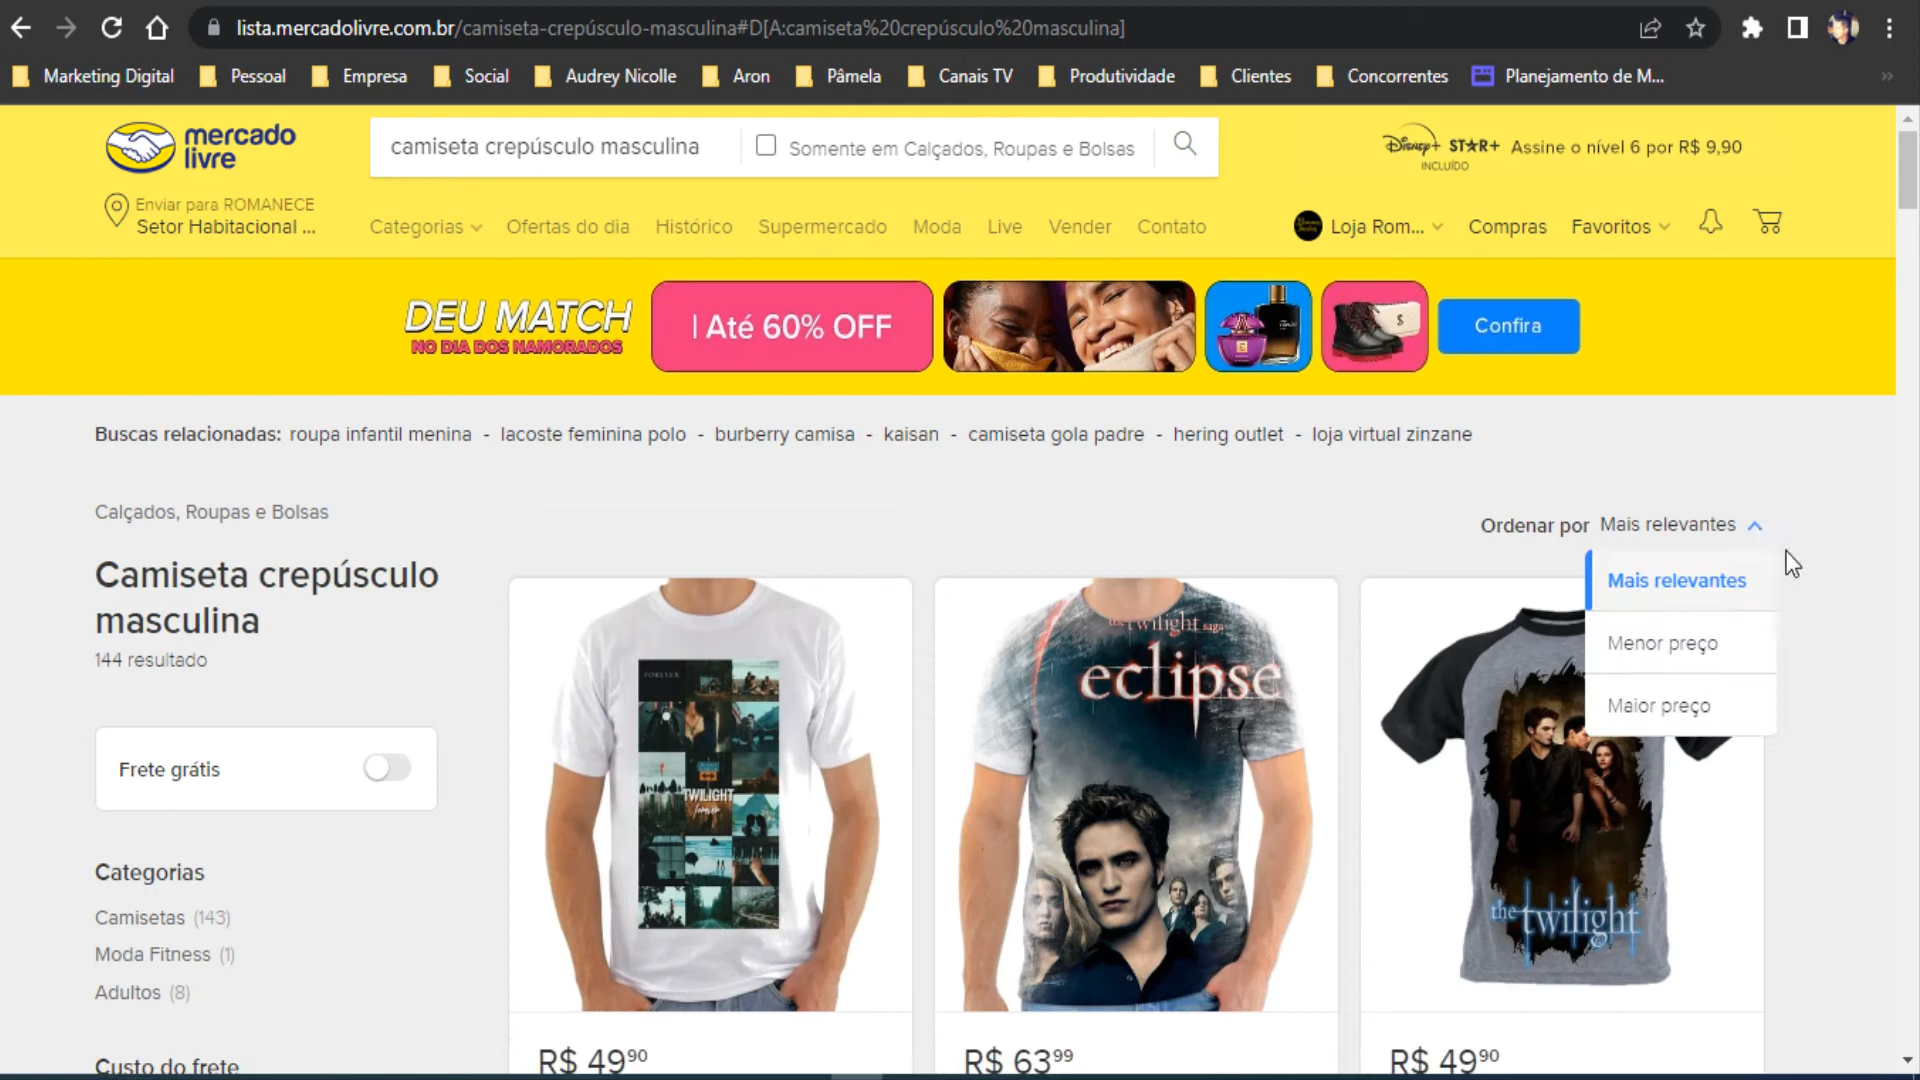 lista.mercadolivre.com.br/camiseta-crepúsculo-masculina#D[A:camiseta%20crepúsculo%20masculina]
Marketing Digital Pessoal Empresa Social Audrey Nicolle Aron Pâmela Canais TV Produtividade Clientes Concorrentes Planejamento de M...
mercado
livre
camiseta crepúsculo masculina
Somente em Calçados, Roupas e Bolsas
Disney+ STAR+ Assine o nível 6 por R$ 9,90
INCLUÍDO
Enviar para ROMANECE
Setor Habitacional ...
Categorias Ofertas do dia Histórico Supermercado Moda Live Vender Contato
Loja Rom... Compras Favoritos
DEU MATCH
NO DIA DOS NAMORADOS
| Até 60% OFF
Confira
Buscas relacionadas: roupa infantil menina - lacoste feminina polo - burberry camisa - kaisan - camiseta gola padre - hering outlet - loja virtual zinzane
Calçados, Roupas e Bolsas
Ordenar por Mais relevantes
Mais relevantes
Menor preço
Maior preço
Camiseta crepúsculo
masculina
144 resultado
Frete grátis
Categorias
Camisetas (143)
Moda Fitness (1)
Adultos (8)
Custo do frete
FOREVER
TWILIGHT
forever
the twilight saga
eclipse
the twilight
R$ 49⁹⁰
R$ 63⁹⁹
R$ 49⁹⁰